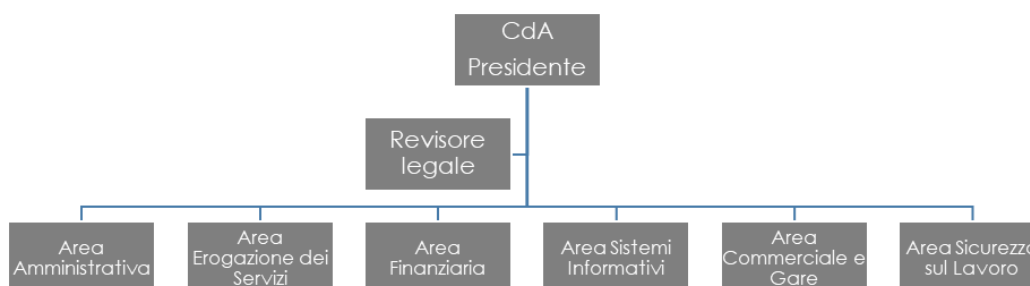 CdA
Presidente
Revisore
legale
Area
Amministrativa
Area
Erogazione dei
Servizi
Area
Finanziaria
Area Sistemi
Informativi
Area
Commerciale e
Gare
Area Sicurezza
sul Lavoro